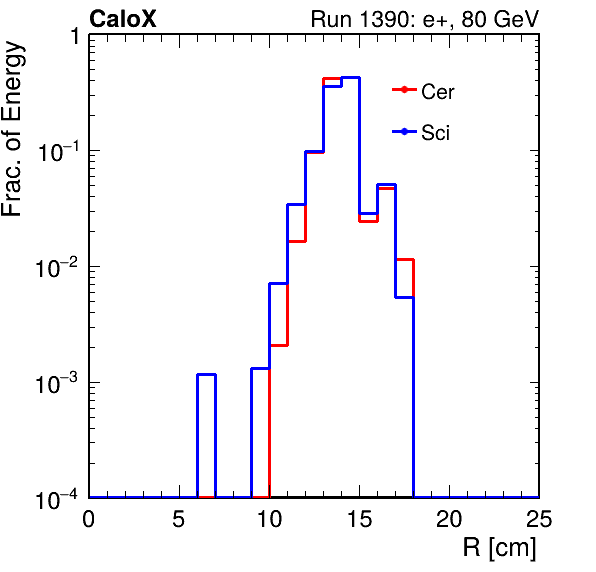 CaloX Run 1390: e+, 80 GeV
Frac. of Energy
1
10⁻¹
10⁻²
10⁻³
10⁻⁴
Cer
Sci
0 5 10 15 20 25
R [cm]